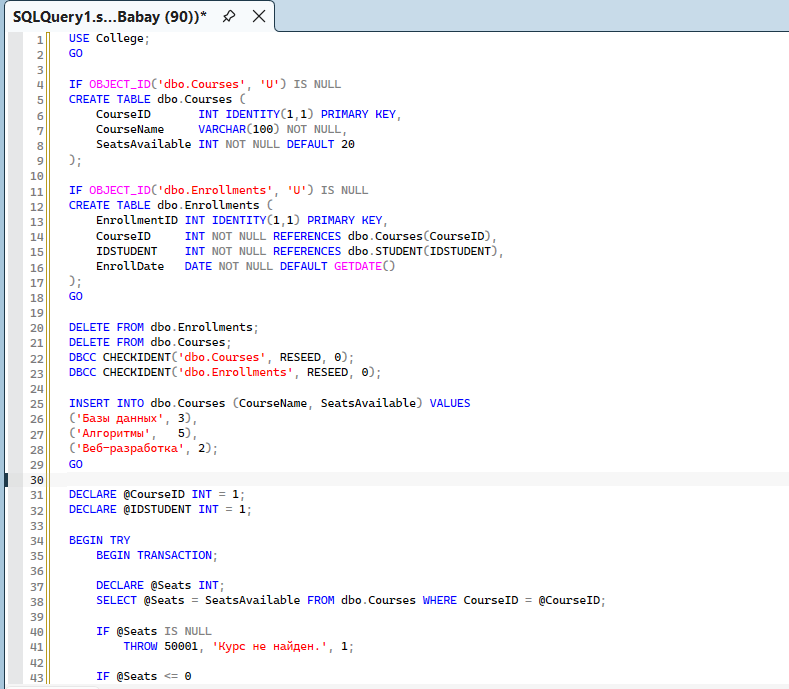 SQLQuery1.s...Babay (90))*
1 USE College;
2 GO
3
4 IF OBJECT_ID('dbo.Courses', 'U') IS NULL
5 CREATE TABLE dbo.Courses (
6     CourseID       INT IDENTITY(1,1) PRIMARY KEY,
7     CourseName     VARCHAR(100) NOT NULL,
8     SeatsAvailable INT NOT NULL DEFAULT 20
9 );
10
11 IF OBJECT_ID('dbo.Enrollments', 'U') IS NULL
12 CREATE TABLE dbo.Enrollments (
13     EnrollmentID INT IDENTITY(1,1) PRIMARY KEY,
14     CourseID     INT NOT NULL REFERENCES dbo.Courses(CourseID),
15     IDSTUDENT    INT NOT NULL REFERENCES dbo.STUDENT(IDSTUDENT),
16     EnrollDate   DATE NOT NULL DEFAULT GETDATE()
17 );
18 GO
19
20 DELETE FROM dbo.Enrollments;
21 DELETE FROM dbo.Courses;
22 DBCC CHECKIDENT('dbo.Courses', RESEED, 0);
23 DBCC CHECKIDENT('dbo.Enrollments', RESEED, 0);
24
25 INSERT INTO dbo.Courses (CourseName, SeatsAvailable) VALUES
26 ('Базы данных', 3),
27 ('Алгоритмы',   5),
28 ('Веб-разработка', 2);
29 GO
30
31 DECLARE @CourseID INT = 1;
32 DECLARE @IDSTUDENT INT = 1;
33
34 BEGIN TRY
35     BEGIN TRANSACTION;
36
37     DECLARE @Seats INT;
38     SELECT @Seats = SeatsAvailable FROM dbo.Courses WHERE CourseID = @CourseID;
39
40     IF @Seats IS NULL
41         THROW 50001, 'Курс не найден.', 1;
42
43     IF @Seats <= 0